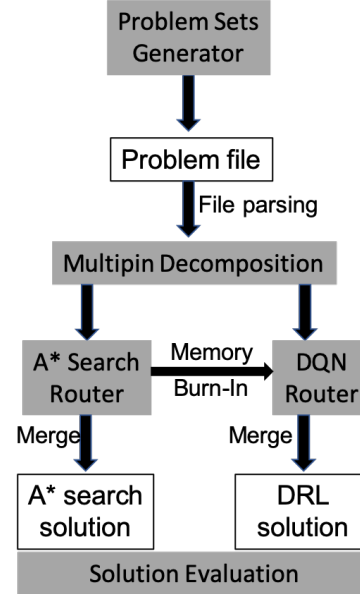 Problem Sets
Generator
Problem file
File parsing
Multipin Decomposition
A* Search
Router
Memory
Burn-In
DQN
Router
Merge
Merge
A* search
solution
DRL
solution
Solution Evaluation